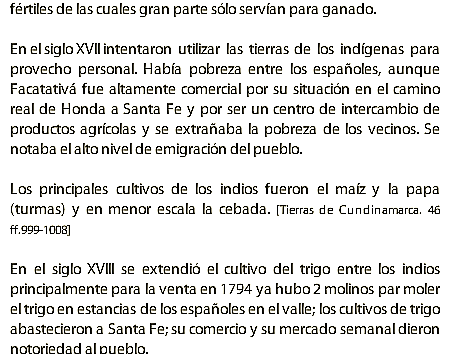 fértiles de las cuales gran parte sólo servían para ganado.
En el siglo XVII intentaron utilizar las tierras de los indígenas para
provecho personal. Había pobreza entre los españoles, aunque
Facatativá fue altamente comercial por su situación en el camino
real de Honda a Santa Fe y por ser un centro de intercambio de
productos agrícolas y se extrañaba la pobreza de los vecinos. Se
notaba el alto nivel de emigración del pueblo.
Los principales cultivos de los indios fueron el maíz y la papa
(turmas) y en menor escala la cebada. [Tierras de Cundinamarca. 46
ff.999-1008]
En el siglo XVIII se extendió el cultivo del trigo entre los indios
principalmente para la venta en 1794 ya hubo 2 molinos par moler
el trigo en estancias de los españoles en el valle; los cultivos de trigo
abastecieron a Santa Fe; su comercio y su mercado semanal dieron
notoriedad al pueblo.